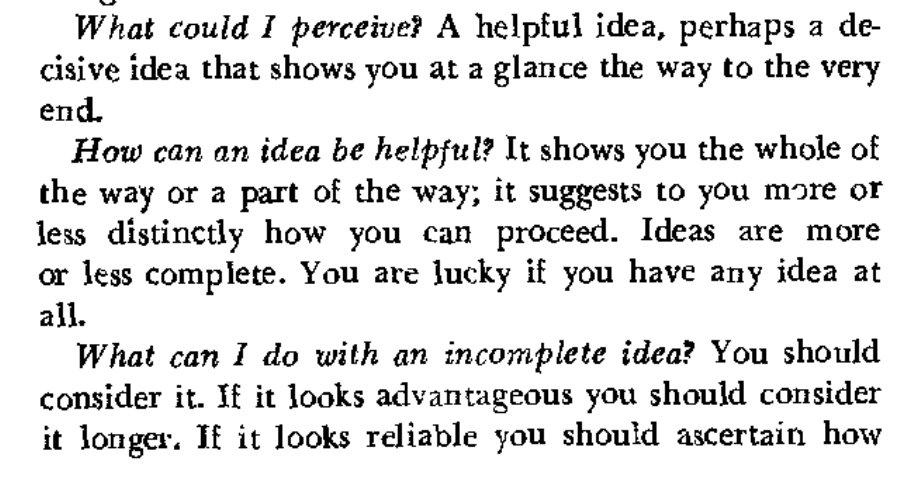 What could I perceive? A helpful idea, perhaps a de-
cisive idea that shows you at a glance the way to the very
end.
How can an idea be helpful? It shows you the whole of
the way or a part of the way; it suggests to you more or
less distinctly how you can proceed. Ideas are more
or less complete. You are lucky if you have any idea at
all.
What can I do with an incomplete idea? You should
consider it. If it looks advantageous you should consider
it longer. If it looks reliable you should ascertain how